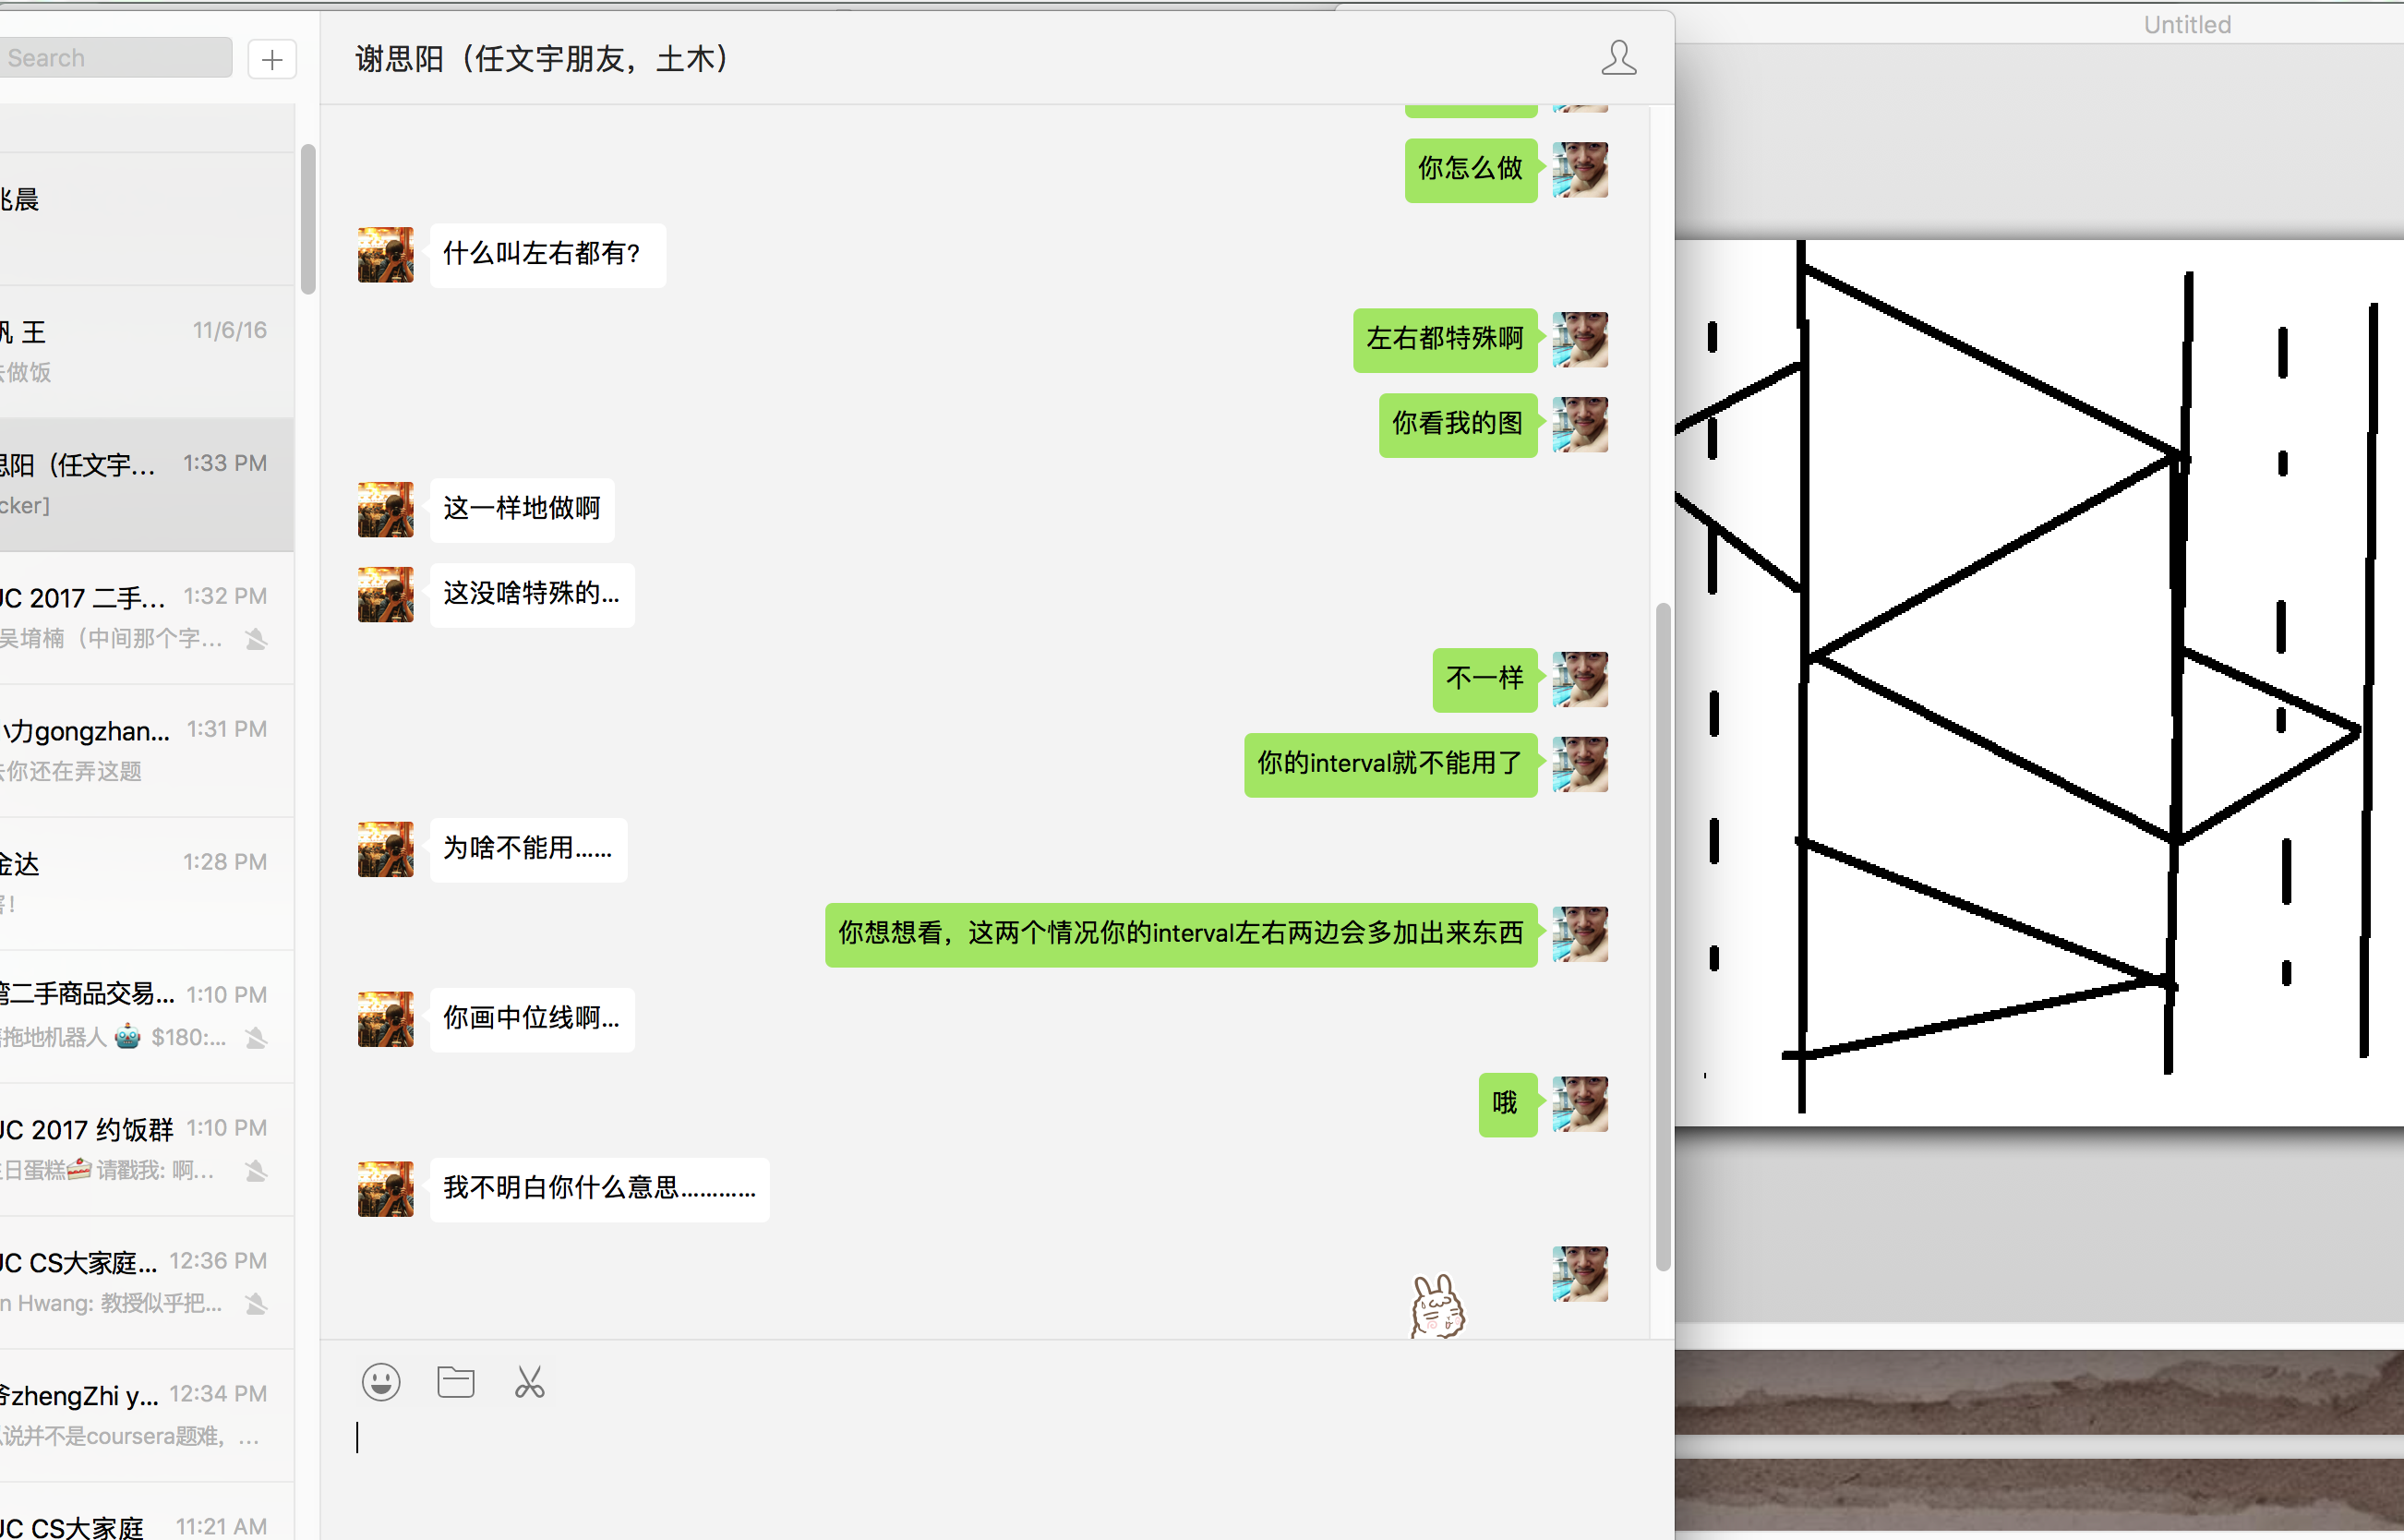 Untitled
Search
谢思阳（任文宇朋友，土木）
兆晨
帆 王 11/6/16
去做饭
思阳（任文宇... 1:33 PM
cker]
JC 2017 二手... 1:32 PM
吴堉楠（中间那个字...
小力gongzhan... 1:31 PM
去你还在弄这题
金达 1:28 PM
害！
湾二手商品交易... 1:10 PM
拖地机器人 🤖 $180:...
JC 2017 约饭群 1:10 PM
生日蛋糕🍰请戳我: 啊...
JC CS大家庭... 12:36 PM
n Hwang: 教授似乎把...
爷zhengZhi y... 12:34 PM
说并不是coursera题难，...
JC CS大家庭 11:21 AM
你怎么做
什么叫左右都有?
左右都特殊啊
你看我的图
这一样地做啊
这没啥特殊的...
不一样
你的interval就不能用了
为啥不能用......
你想想看，这两个情况你的interval左右两边会多加出来东西
你画中位线啊...
哦
我不明白你什么意思............